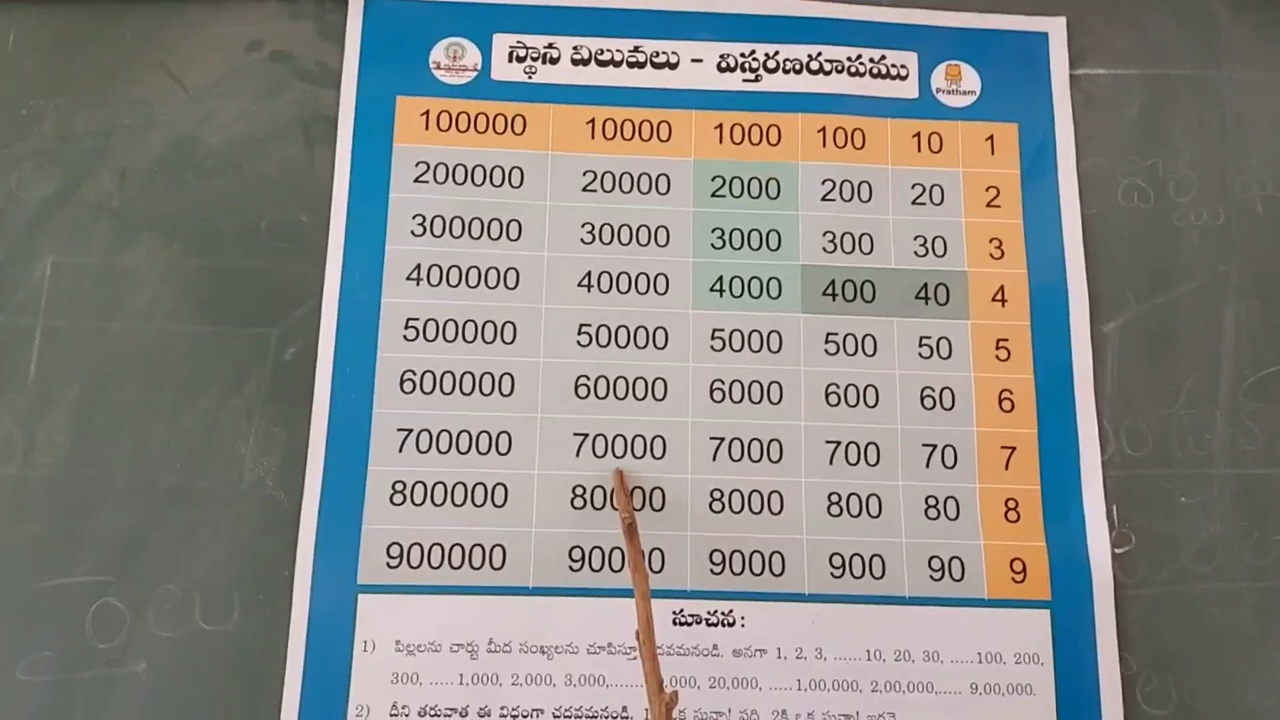 స్థాన విలువలు - విస్తరణరూపము
Pratham
100000 10000 1000 100 10 1
200000 20000 2000 200 20 2
300000 30000 3000 300 30 3
400000 40000 4000 400 40 4
500000 50000 5000 500 50 5
600000 60000 6000 600 60 6
700000 70000 7000 700 70 7
800000 80000 8000 800 80 8
900000 90000 9000 900 90 9
సూచన:
1) పిల్లలను చార్టు మీద సంఖ్యలను చూపిస్తూ చదవమనండి. అనగా 1, 2, 3, ......10, 20, 30, .....100, 200,
300, .....1,000, 2,000, 3,000,....... 20,000, .....1,00,000, 2,00,000,..... 9,00,000.
2) దీని తరువాత ఈ విధంగా చదవమనండి.